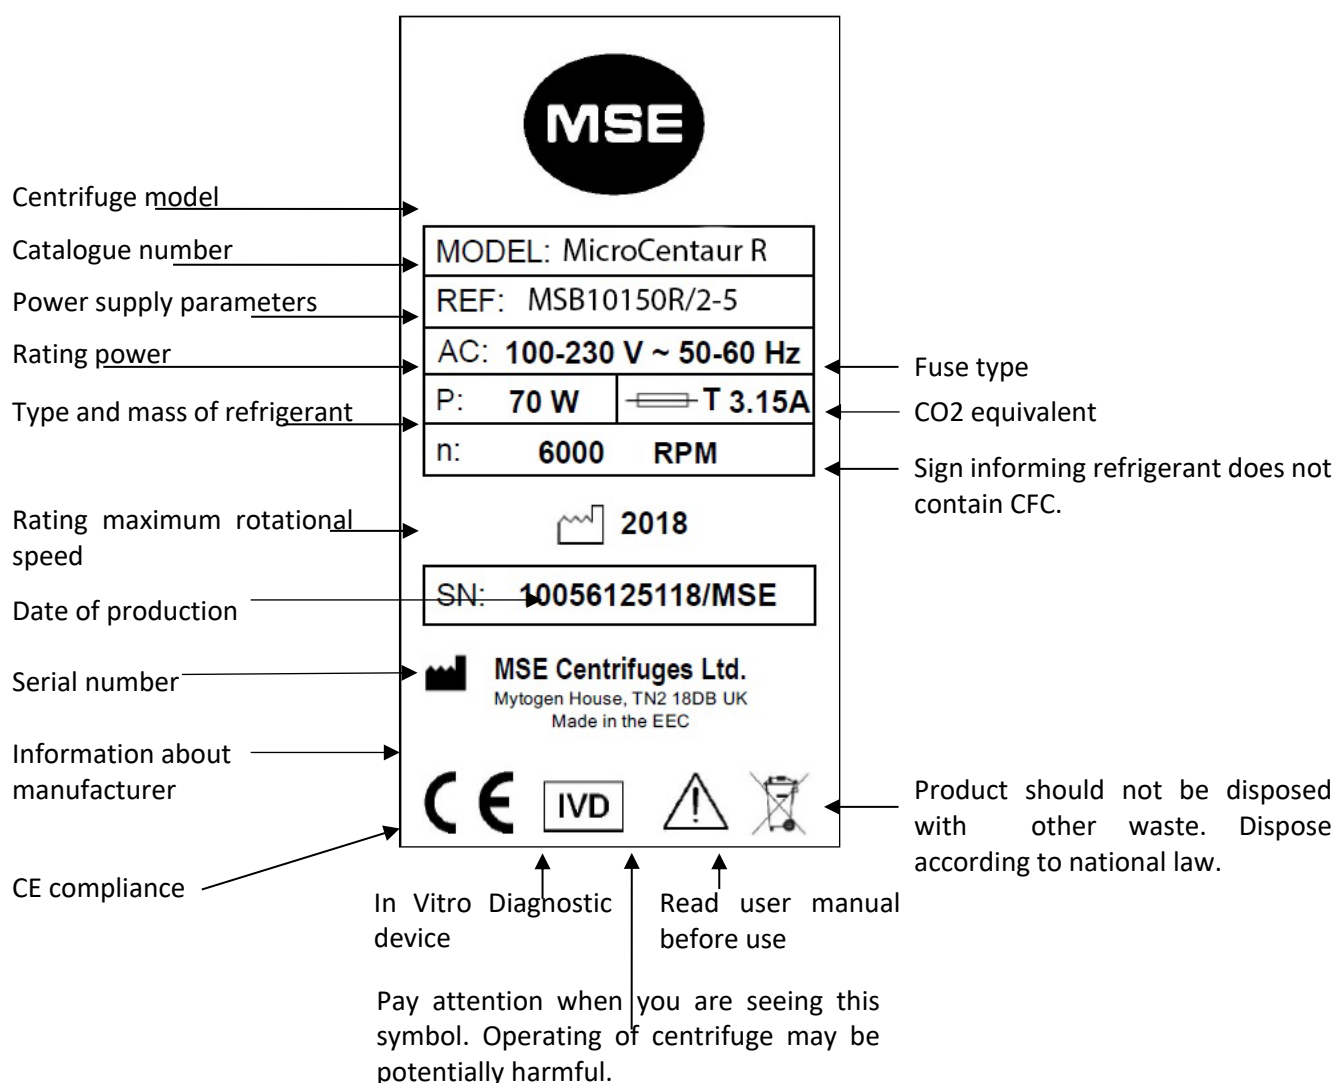 MSE
Centrifuge model
Catalogue number
Power supply parameters
Rating power
Type and mass of refrigerant
Rating maximum rotational
speed
Date of production
Serial number
Information about
manufacturer
CE compliance
MODEL: MicroCentaur R
REF: MSB10150R/2-5
AC: 100-230 V ~ 50-60 Hz
P: 70 W T 3.15A
n: 6000 RPM
2018
SN: 10056125118/MSE
MSE Centrifuges Ltd.
Mytogen House, TN2 18DB UK
Made in the EEC
CE IVD
Fuse type
CO2 equivalent
Sign informing refrigerant does not
contain CFC.
Product should not be disposed
with other waste. Dispose
according to national law.
In Vitro Diagnostic
device
Read user manual
before use
Pay attention when you are seeing this
symbol. Operating of centrifuge may be
potentially harmful.